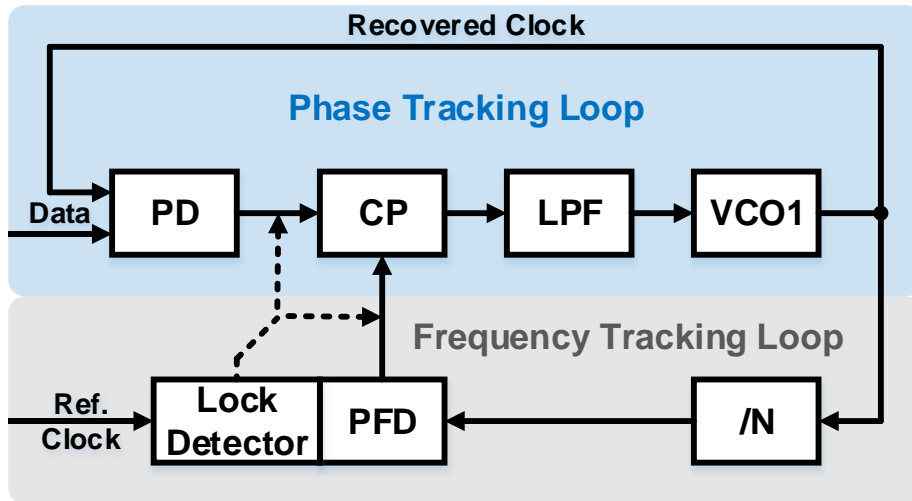 Recovered Clock
Phase Tracking Loop
Data
PD
CP
LPF
VCO1
Frequency Tracking Loop
Ref.
Clock
Lock
Detector
PFD
/N